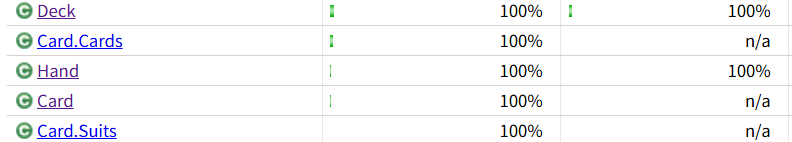 Deck 100% 100%
Card.Cards 100% n/a
Hand 100% 100%
Card 100% n/a
Card.Suits 100% n/a